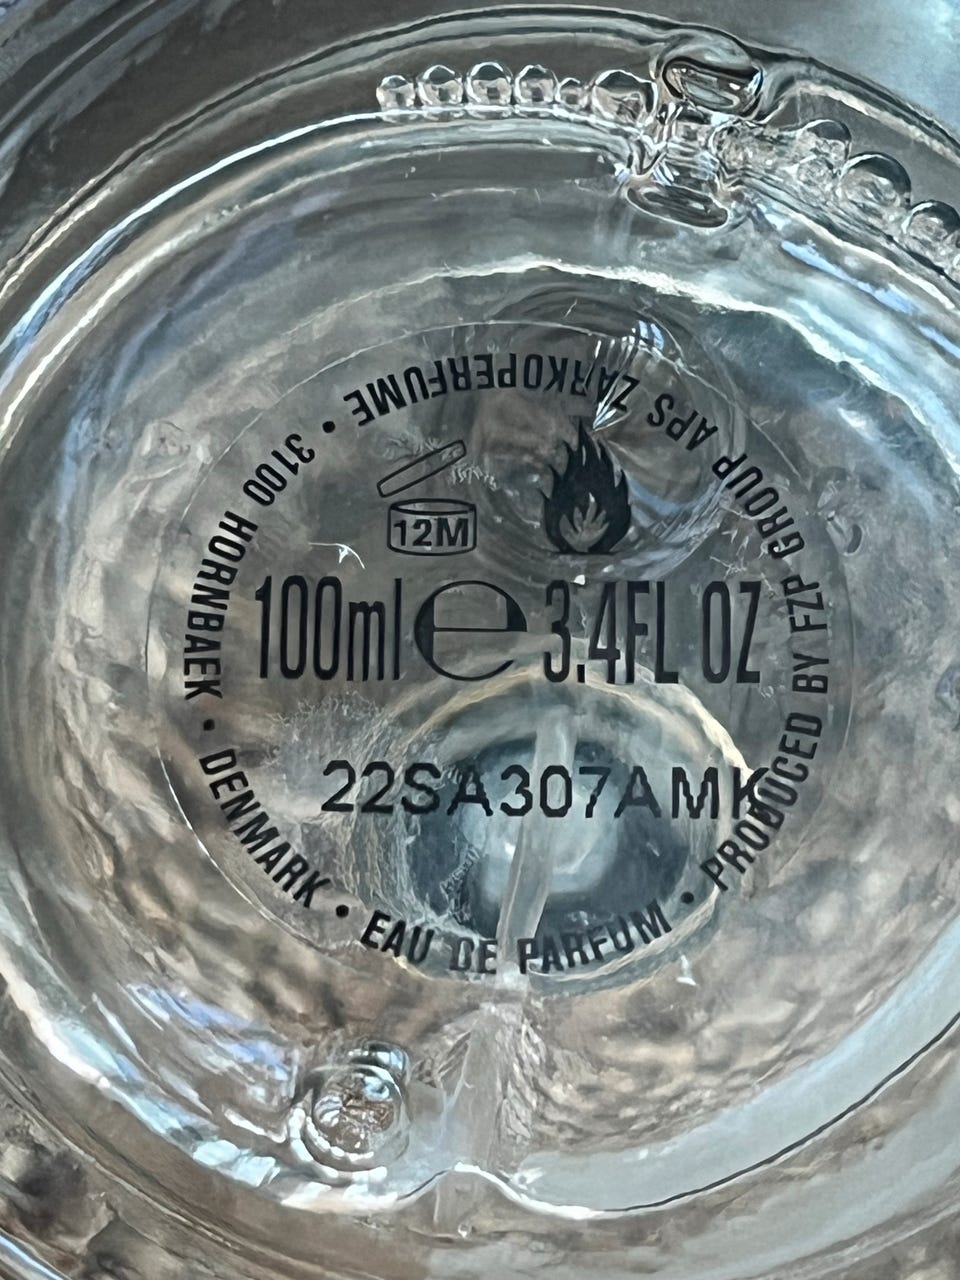 12M
100ml e 3.4FL OZ
22SA307AMK
EAU DE PARFUM • PRODUCED BY FZP GROUP APS ZARKOPERFUME • 3100 HORNBAEK • DENMARK •